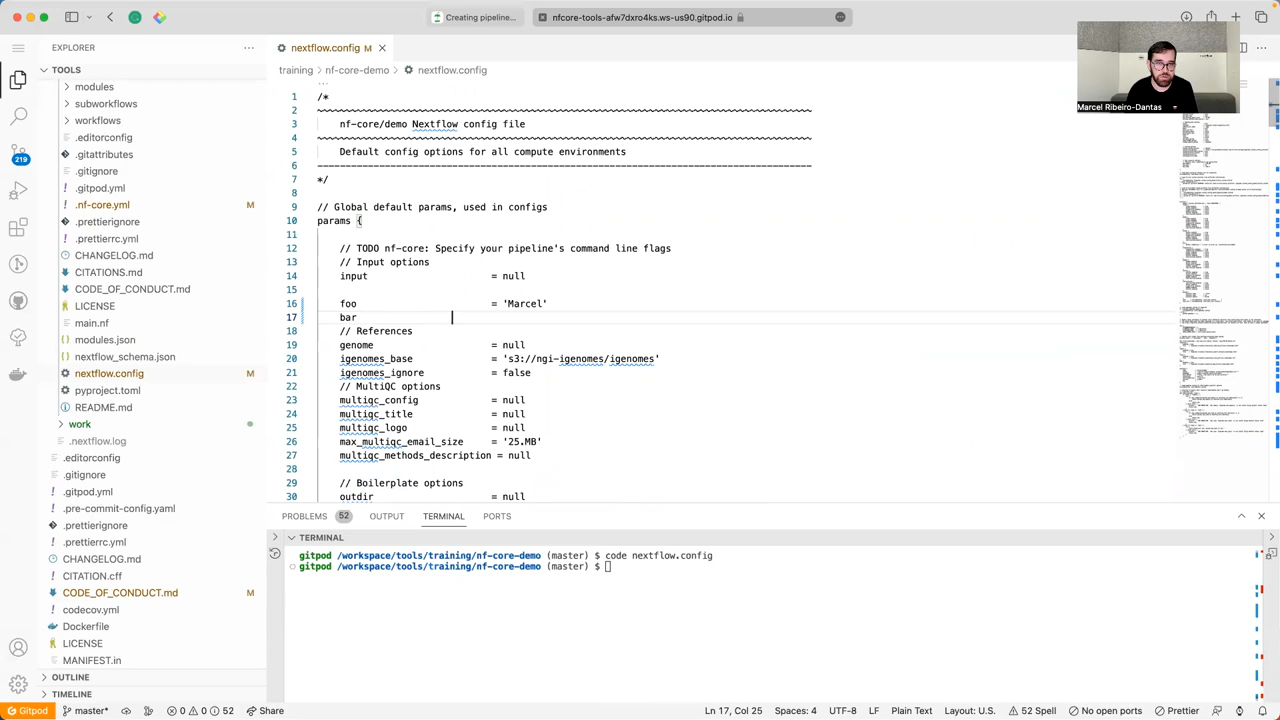 Creating pipeline...
nfcore-tools-afw7dxro4ks.ws-us90.gitpod.io
EXPLORER
TOOLS
modules
subworkflows
workflows
.editorconfig
.gitattributes
.gitignore
.gitpod.yml
.nf-core.yml
M
.prettierignore
.prettierrc.yml
CHANGELOG.md
CITATIONS.md
CODE_OF_CONDUCT.md
LICENSE
main.nf
modules.json
nextflow_schema.json
nextflow.config
M
pyproject.toml
README.md
work
.nextflow.log
.editorconfig
.gitignore
.gitpod.yml
.pre-commit-config.yaml
.prettierignore
.prettierrc.yml
CHANGELOG.md
CITATION.cff
CODE_OF_CONDUCT.md
M
codecov.yml
Dockerfile
LICENSE
MANIFEST.in
OUTLINE
TIMELINE
219
nextflow.config M
training > nf-core-demo > nextflow.config
1 /*
2 ~~~~~~~~~~~~~~~~~~~~~~~~~~~~~~~~~~~~~~~~~~~~~~~~~~~~~~~~~~~~~~~~~~~~~~~~~~~~~~~~~~~~~~~~
3 nf-core/demo Nextflow config file
4 ~~~~~~~~~~~~~~~~~~~~~~~~~~~~~~~~~~~~~~~~~~~~~~~~~~~~~~~~~~~~~~~~~~~~~~~~~~~~~~~~~~~~~~~~
5 Default config options for all compute environments
6 ----------------------------------------------------------------------------------------
7 */
8
9 // Global default params, used in configs
10 params {
11
12 // TODO nf-core: Specify your pipeline's command line flags
13 // Input options
14 input = null
15
16 foo = 'Marcel'
17 bar
18 // References
19 genome = null
20 igenomes_base = 's3://ngi-igenomes/igenomes'
21 igenomes_ignore = false
22 // MultiQC options
23 multiqc_config = null
24 multiqc_title = null
25 multiqc_logo = null
26 max_multiqc_email_size = '25.MB'
27 multiqc_methods_description = null
28
29 // Boilerplate options
30 outdir = null
Marcel Ribeiro-Dantas
PROBLEMS 52 OUTPUT TERMINAL PORTS
TERMINAL
gitpod /workspace/tools/training/nf-core-demo (master) $ code nextflow.config
gitpod /workspace/tools/training/nf-core-demo (master) $
Gitpod master* 0 0 52 Share Ln 17, Col 25 Spaces: 4 UTF-8 LF Plain Text Layout: U.S. 52 Spell No open ports Prettier